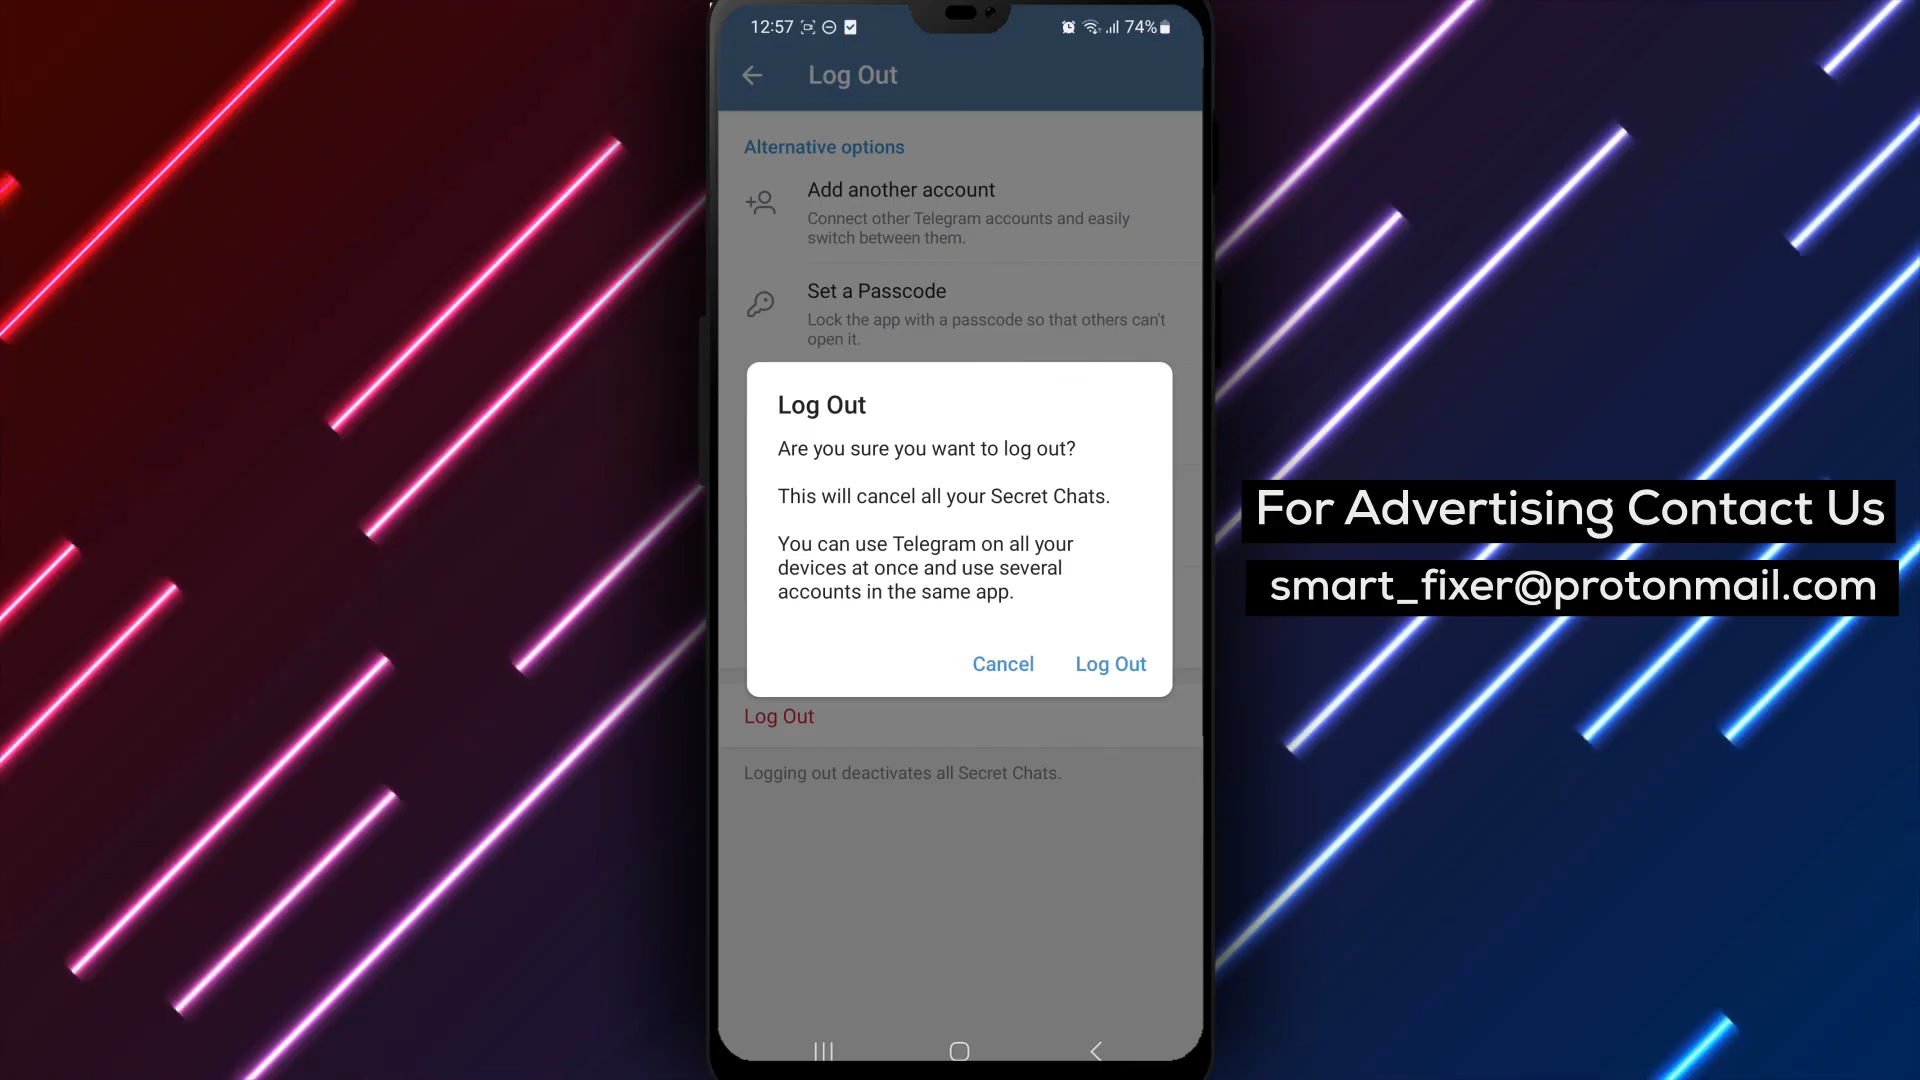 12:57
74%
Log Out
Alternative options
Add another account
Connect other Telegram accounts and easily
switch between them.
Set a Passcode
Lock the app with a passcode so that others can't
open it.
Log Out
Are you sure you want to log out?
This will cancel all your Secret Chats.
You can use Telegram on all your
devices at once and use several
accounts in the same app.
Cancel
Log Out
Log Out
Logging out deactivates all Secret Chats.
For Advertising Contact Us
smart_fixer@protonmail.com